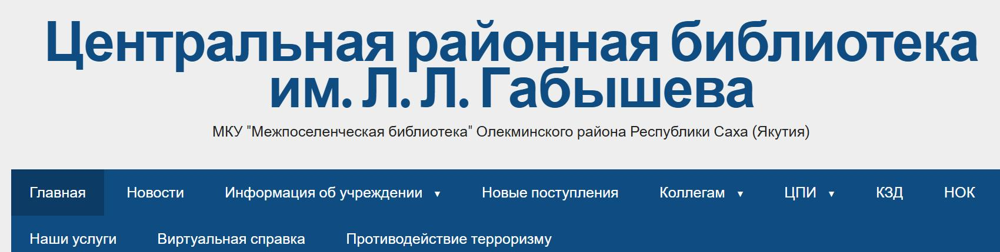 Центральная районная библиотека
им. Л. Л. Габышева
МКУ "Межпоселенческая библиотека" Олекминского района Республики Саха (Якутия)
Главная Новости Информация об учреждении ▼ Новые поступления Коллегам ▼ ЦПИ ▼ КЗД НОК
Наши услуги Виртуальная справка Противодействие терроризму